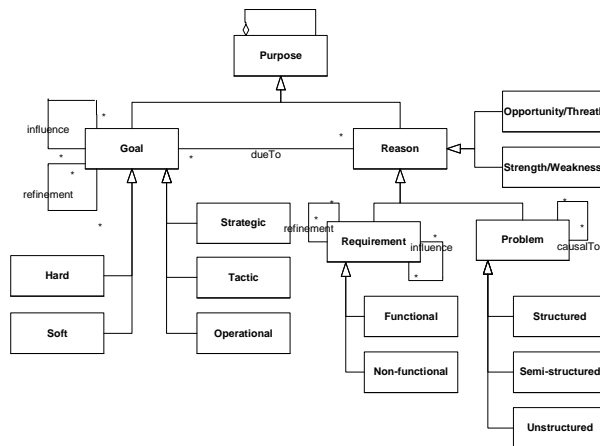 Purpose
Opportunity/Threath
influence
*
Goal
*
*
dueTo
*
Reason
*
refinement
*
Strength/Weakness
Strategic
*
refinement
*
Requirement
*
influence
*
Problem
*
*
causalTo
Hard
Tactic
Soft
Operational
Functional
Structured
Non-functional
Semi-structured
Unstructured